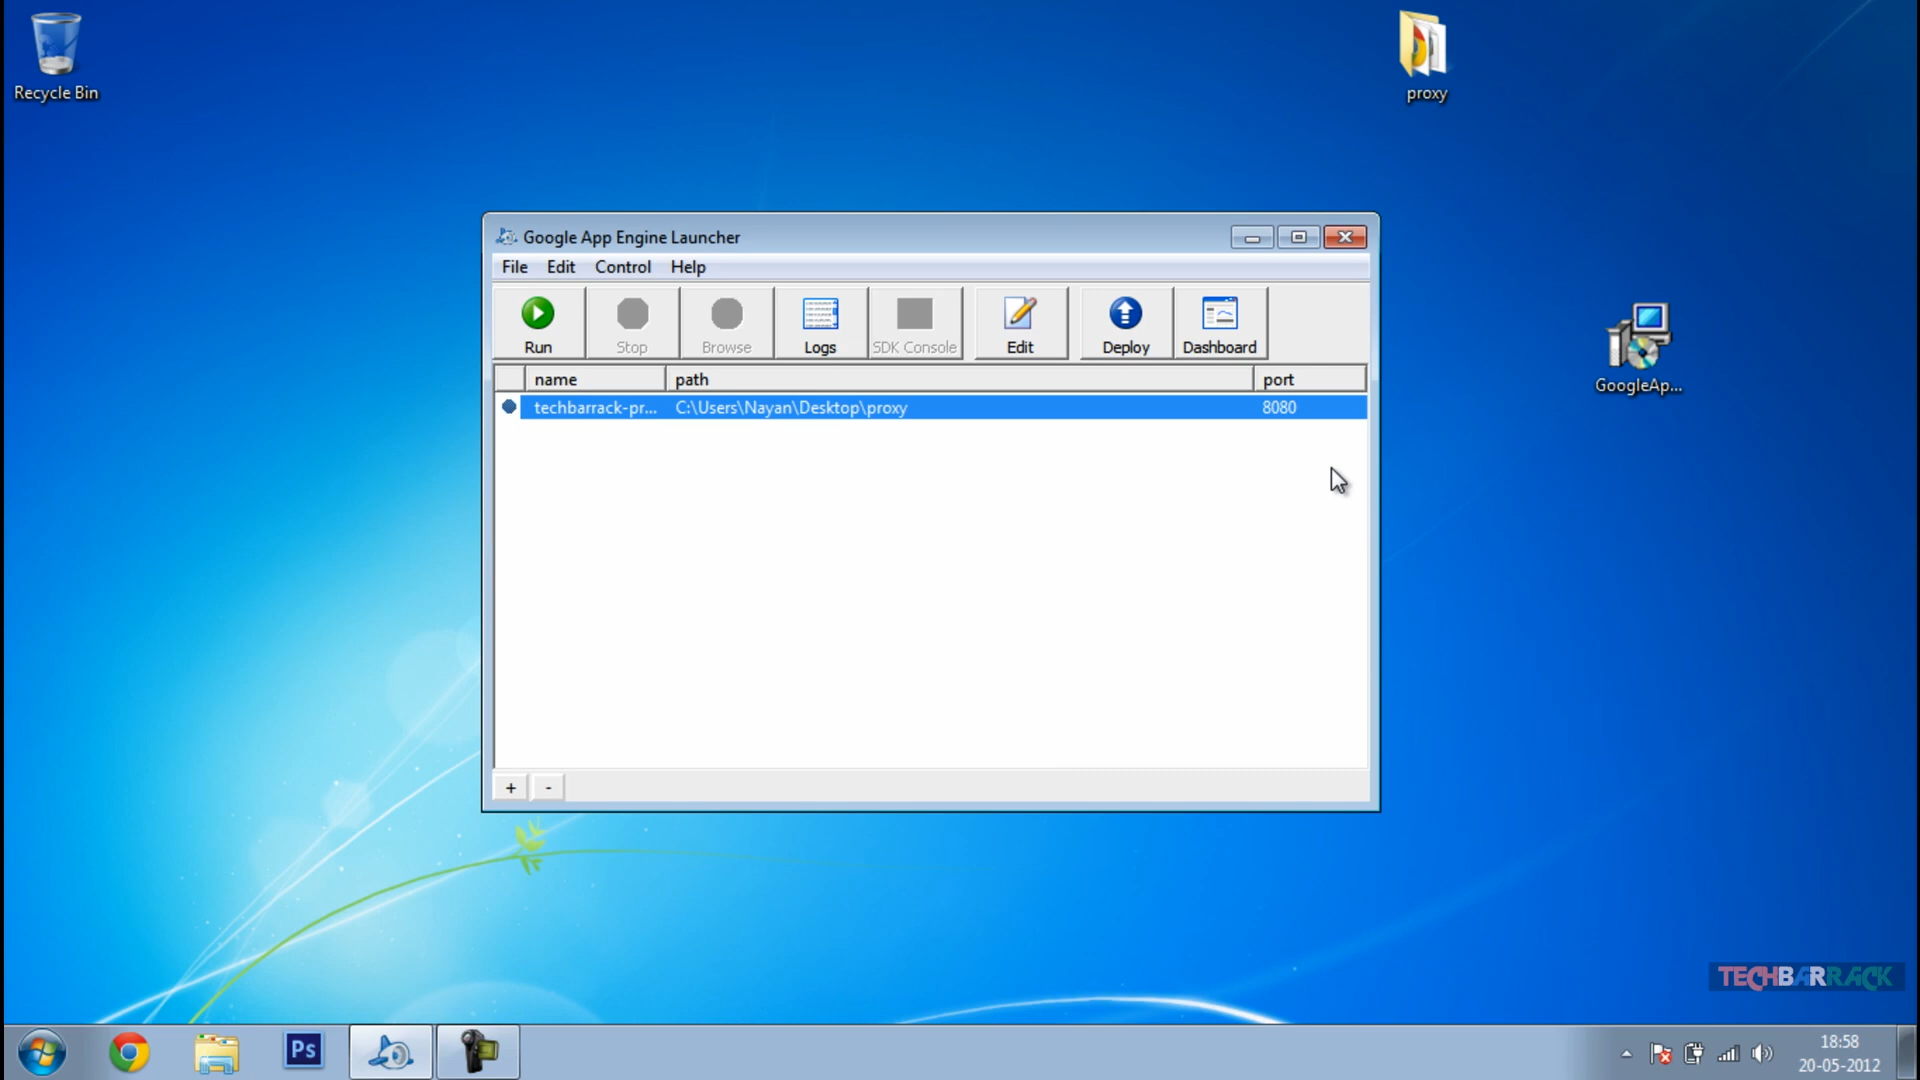 Recycle Bin
proxy
Google App Engine Launcher
File Edit Control Help
Run Stop Browse Logs SDK Console Edit Deploy Dashboard
name path port
techbarrack-pr... C:\Users\Nayan\Desktop\proxy 8080
GoogleAp...
+ -
TECHBARRACK
Ps
18:58
20-05-2012